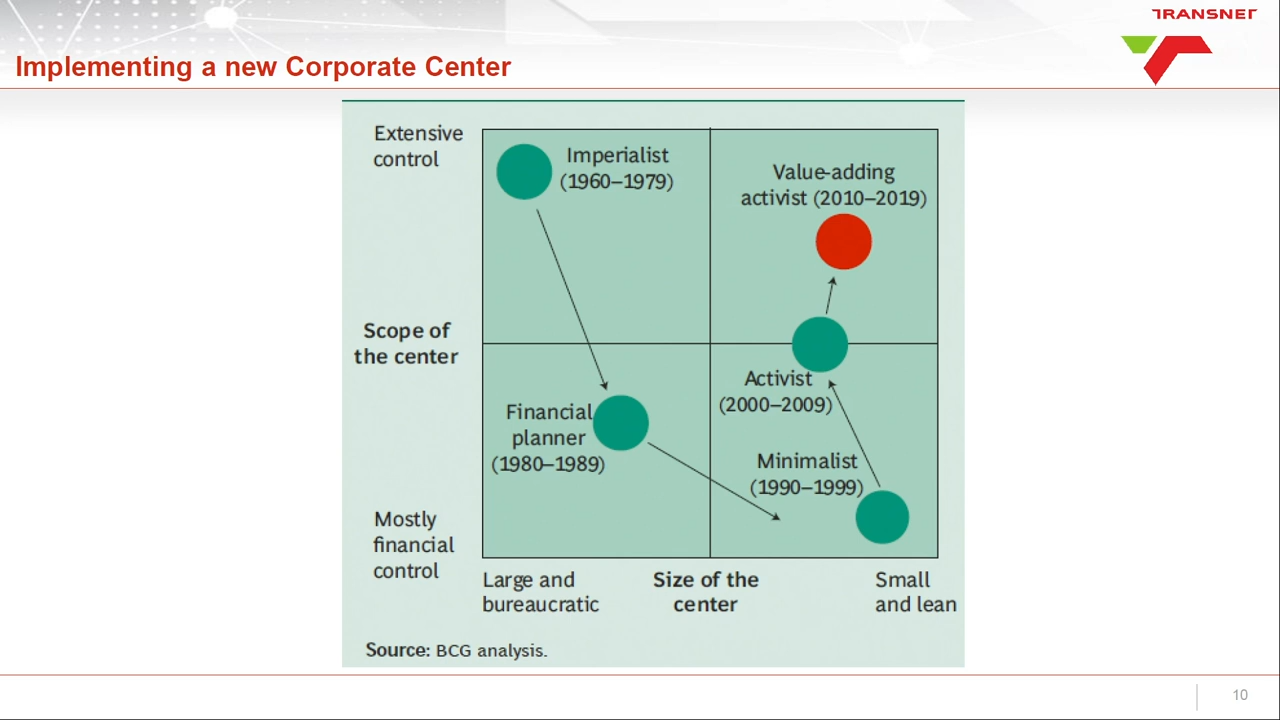 TRANSNET
Implementing a new Corporate Center
Extensive
control
Imperialist
(1960–1979)
Value-adding
activist (2010–2019)
Scope of
the center
Activist
(2000–2009)
Financial
planner
(1980–1989)
Minimalist
(1990–1999)
Mostly
financial
control
Large and
bureaucratic
Size of the
center
Small
and lean
Source: BCG analysis.
10